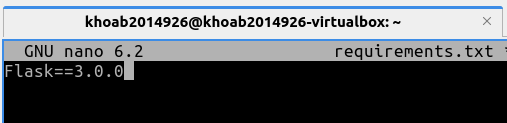 khoab2014926@khoab2014926-virtualbox: ~ ×
GNU nano 6.2 requirements.txt *
Flask==3.0.0